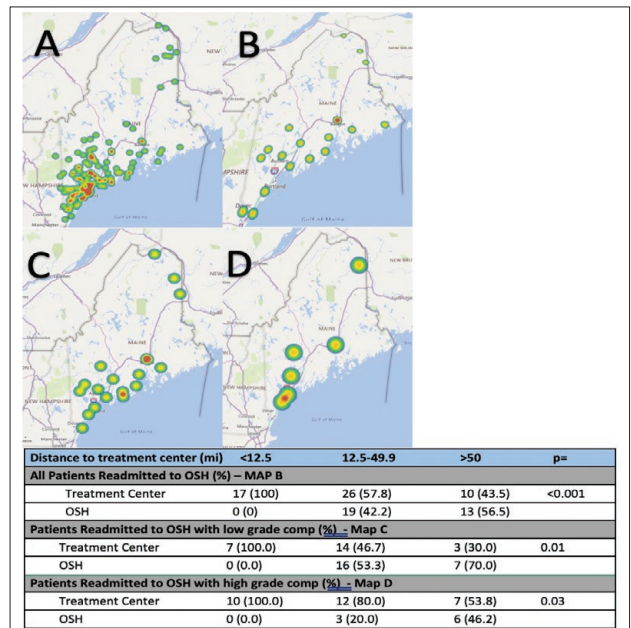 A
B
NEW
MAINE
NEW HAMPSHIRE
Concord
Manchester
Gulf of Maine
MAINE
Portland
Gulf of Maine
C
D
MAINE
NEW HAMPSHIRE
MAINE
NEW HAMPSHIRE
Distance to treatment center (mi) <12.5 12.5-49.9 >50 p=
All Patients Readmitted to OSH (%) – MAP B
Treatment Center 17 (100) 26 (57.8) 10 (43.5) <0.001
OSH 0 (0) 19 (42.2) 13 (56.5)
Patients Readmitted to OSH with low grade comp (%) - Map C
Treatment Center 7 (100.0) 14 (46.7) 3 (30.0) 0.01
OSH 0 (0.0) 16 (53.3) 7 (70.0)
Patients Readmitted to OSH with high grade comp (%) - Map D
Treatment Center 10 (100.0) 12 (80.0) 7 (53.8) 0.03
OSH 0 (0.0) 3 (20.0) 6 (46.2)